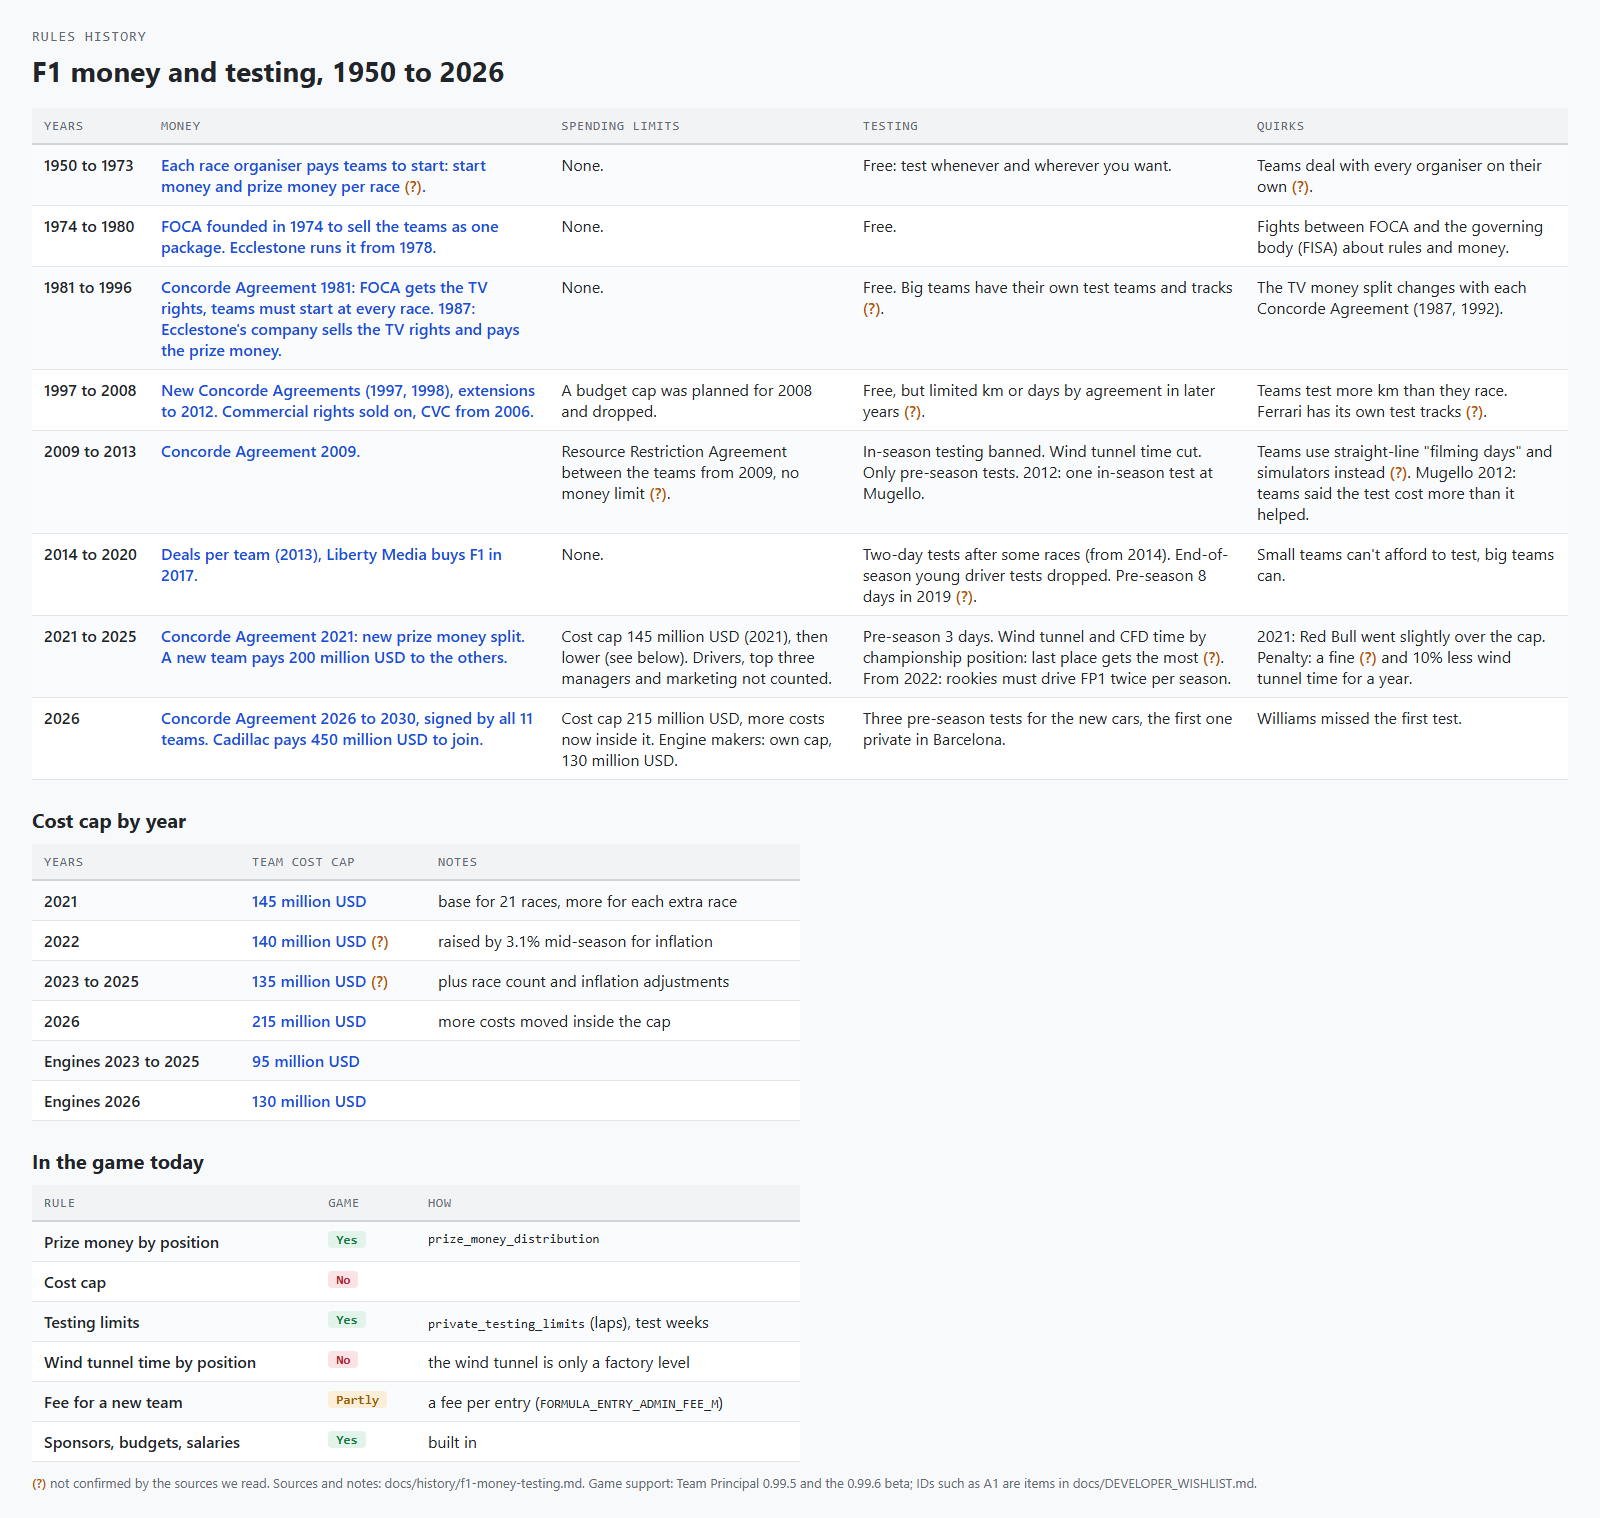 RULES HISTORY
F1 money and testing, 1950 to 2026
YEARS MONEY SPENDING LIMITS TESTING QUIRKS
1950 to 1973
Each race organiser pays teams to start: start
money and prize money per race (?).
None.
Free: test whenever and wherever you want.
Teams deal with every organiser on their
own (?).
1974 to 1980
FOCA founded in 1974 to sell the teams as one
package. Ecclestone runs it from 1978.
None.
Free.
Fights between FOCA and the governing
body (FISA) about rules and money.
1981 to 1996
Concorde Agreement 1981: FOCA gets the TV
rights, teams must start at every race. 1987:
Ecclestone's company sells the TV rights and pays
the prize money.
None.
Free. Big teams have their own test teams and tracks
(?).
The TV money split changes with each
Concorde Agreement (1987, 1992).
1997 to 2008
New Concorde Agreements (1997, 1998), extensions
to 2012. Commercial rights sold on, CVC from 2006.
A budget cap was planned for 2008
and dropped.
Free, but limited km or days by agreement in later
years (?).
Teams test more km than they race.
Ferrari has its own test tracks (?).
2009 to 2013
Concorde Agreement 2009.
Resource Restriction Agreement
between the teams from 2009, no
money limit (?).
In-season testing banned. Wind tunnel time cut.
Only pre-season tests. 2012: one in-season test at
Mugello.
Teams use straight-line "filming days" and
simulators instead (?). Mugello 2012:
teams said the test cost more than it
helped.
2014 to 2020
Deals per team (2013), Liberty Media buys F1 in
2017.
None.
Two-day tests after some races (from 2014). End-of-
season young driver tests dropped. Pre-season 8
days in 2019 (?).
Small teams can't afford to test, big teams
can.
2021 to 2025
Concorde Agreement 2021: new prize money split.
A new team pays 200 million USD to the others.
Cost cap 145 million USD (2021), then
lower (see below). Drivers, top three
managers and marketing not counted.
Pre-season 3 days. Wind tunnel and CFD time by
championship position: last place gets the most (?).
From 2022: rookies must drive FP1 twice per season.
2021: Red Bull went slightly over the cap.
Penalty: a fine (?) and 10% less wind
tunnel time for a year.
2026
Concorde Agreement 2026 to 2030, signed by all 11
teams. Cadillac pays 450 million USD to join.
Cost cap 215 million USD, more costs
now inside it. Engine makers: own cap,
130 million USD.
Three pre-season tests for the new cars, the first one
private in Barcelona.
Williams missed the first test.
Cost cap by year
YEARS TEAM COST CAP NOTES
2021 145 million USD base for 21 races, more for each extra race
2022 140 million USD (?) raised by 3.1% mid-season for inflation
2023 to 2025 135 million USD (?) plus race count and inflation adjustments
2026 215 million USD more costs moved inside the cap
Engines 2023 to 2025 95 million USD
Engines 2026 130 million USD
In the game today
RULE GAME HOW
Prize money by position Yes prize_money_distribution
Cost cap No
Testing limits Yes private_testing_limits (laps), test weeks
Wind tunnel time by position No the wind tunnel is only a factory level
Fee for a new team Partly a fee per entry (FORMULA_ENTRY_ADMIN_FEE_M)
Sponsors, budgets, salaries Yes built in
(?) not confirmed by the sources we read. Sources and notes: docs/history/f1-money-testing.md. Game support: Team Principal 0.99.5 and the 0.99.6 beta; IDs such as A1 are items in docs/DEVELOPER_WISHLIST.md.